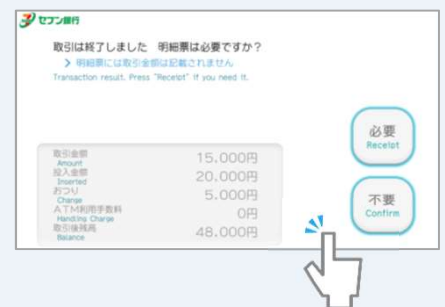 セブン銀行
取引は終了しました 明細票は必要ですか？
> 明細票には取引金額は記載されません
Transaction result. Press "Receipt" if you need it.
必要
Receipt
取引金額 15.000円
Amount
投入金額 20.000円
Inserted
おつり 5.000円
Change
ATM利用手数料 0円
Handling Charge
取引後残高 48.000円
Balance
不要
Confirm